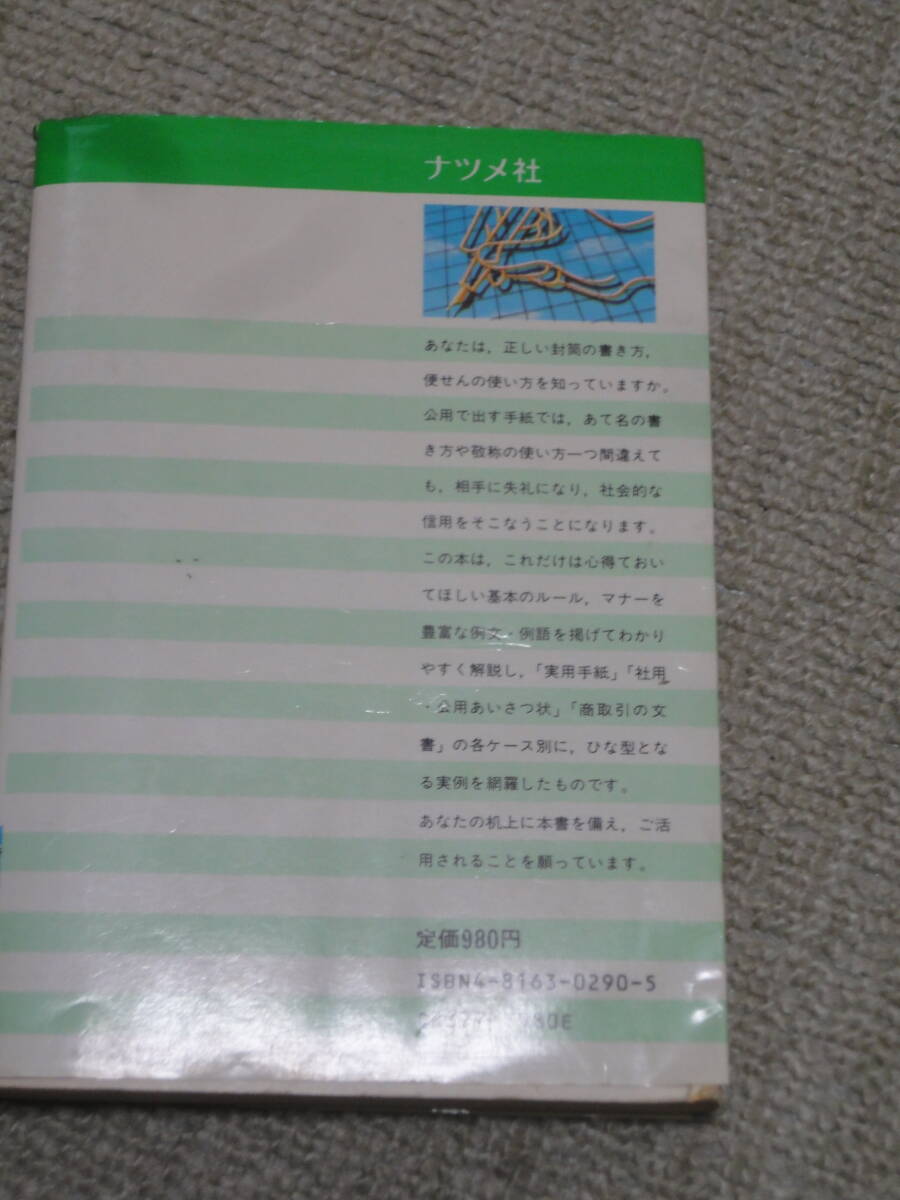 ナツメ社
あなたは，正しい封筒の書き方，
便せんの使い方を知っていますか。
公用で出す手紙では，あて名の書
き方や敬称の使い方一つ間違えて
も，相手に失礼になり，社会的な
信用をそこなうことになります。
この本は，これだけは心得ておい
てほしい基本のルール，マナーを
豊富な例文・例語を掲げてわかり
やすく解説し，「実用手紙」「社用
・公用あいさつ状」「商取引の文
書」の各ケース別に，ひな型とな
る実例を網羅したものです。
あなたの机上に本書を備え，ご活
用されることを願っています。
定価980円
ISBN4-8163-0290-5